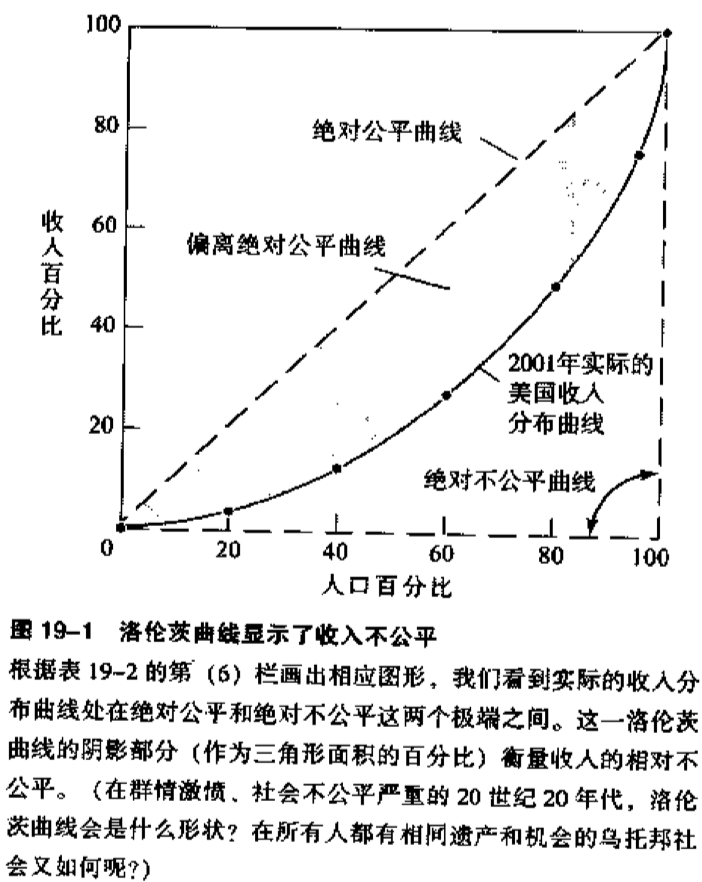 100
80
60
40
20
0
20
40
60
80
100
收入百分比
人口百分比
绝对公平曲线
偏离绝对公平曲线
2001年实际的
美国收入
分布曲线
绝对不公平曲线
图 19-1 洛伦茨曲线显示了收入不公平
根据表 19-2 的第 (6) 栏画出相应图形，我们看到实际的收入分
布曲线处在绝对公平和绝对不公平这两个极端之间。这一洛伦茨
曲线的阴影部分（作为三角形面积的百分比）衡量收入的相对不
公平。（在群情激愤、社会不公平严重的 20 世纪 20 年代，洛伦
茨曲线会是什么形状？在所有人都有相同遗产和机会的乌托邦社
会又如何呢？）